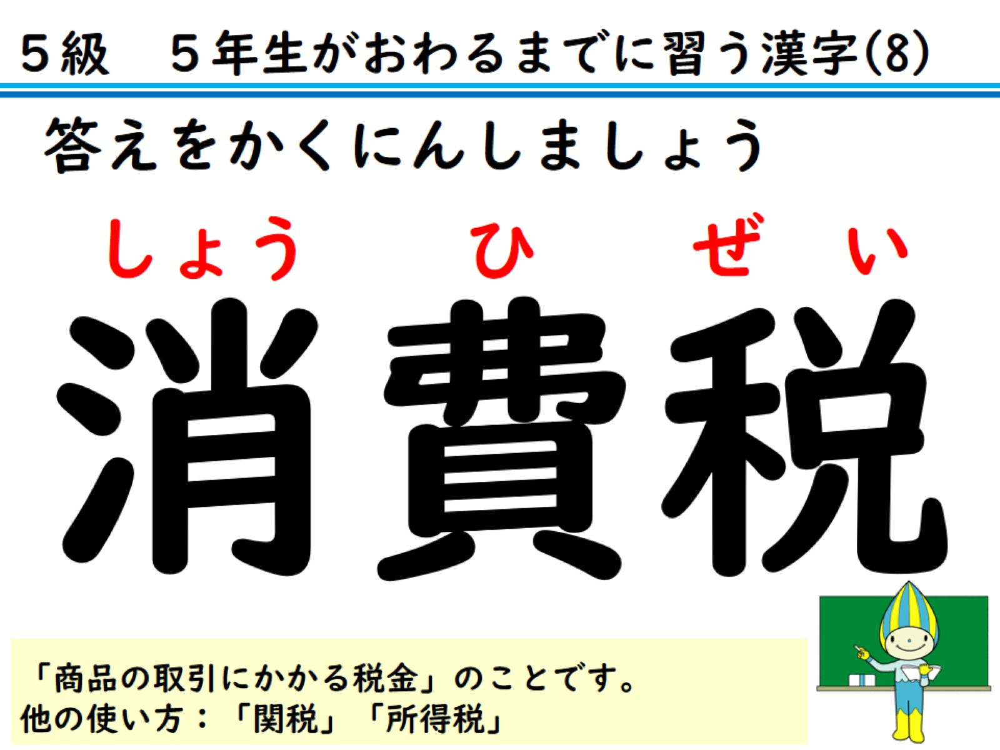 ５級　５年生がおわるまでに習う漢字(8)
答えをかくにんしましょう
しょう　ひ　ぜい
消費税
「商品の取引にかかる税金」のことです。
他の使い方：「関税」「所得税」